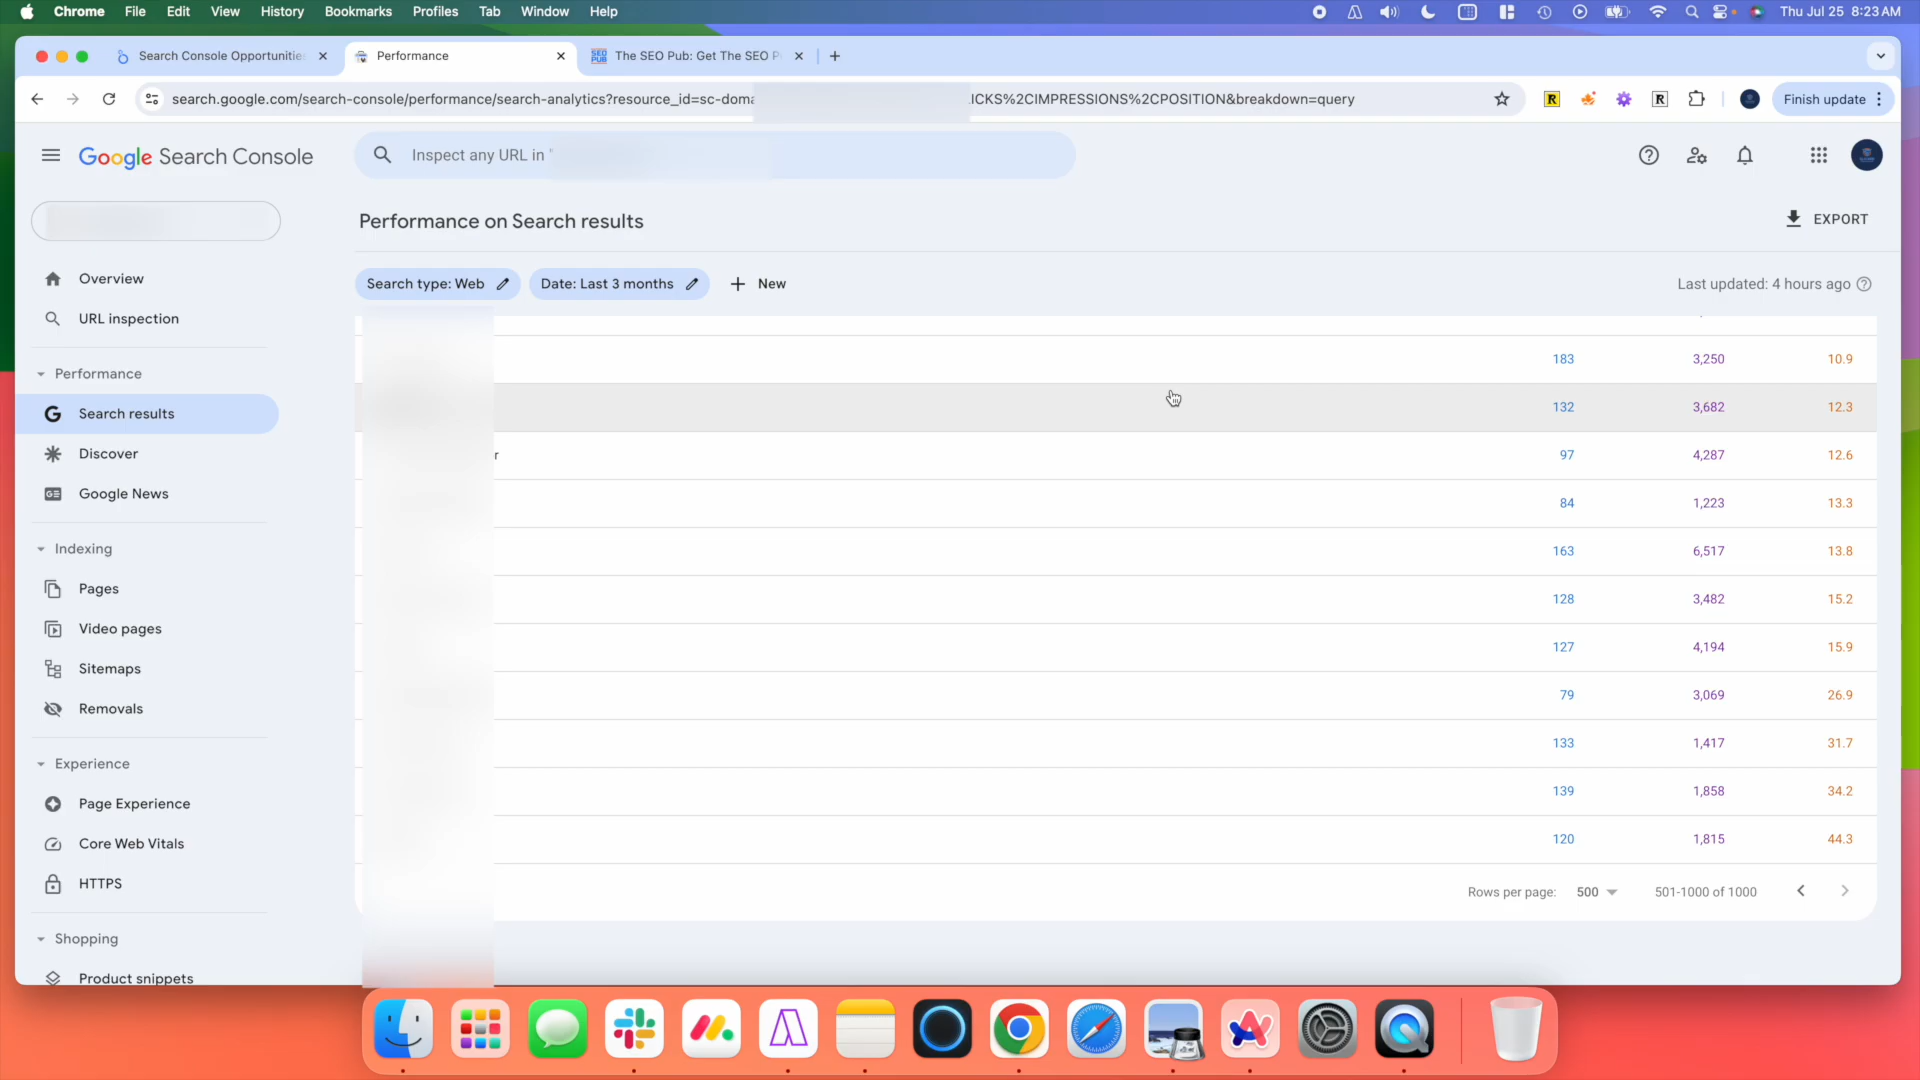 Chrome File Edit View History Bookmarks Profiles Tab Window Help Thu Jul 25 8:23 AM
Search Console Opportunities Performance The SEO Pub: Get The SEO P
search.google.com/search-console/performance/search-analytics?resource_id=sc-doma ICKS%2CIMPRESSIONS%2CPOSITION&breakdown=query Finish update
Google Search Console Inspect any URL in "
Performance on Search results EXPORT
Search type: Web Date: Last 3 months + New Last updated: 4 hours ago
Overview
URL inspection
Performance
Search results
Discover
Google News
Indexing
Pages
Video pages
Sitemaps
Removals
Experience
Page Experience
Core Web Vitals
HTTPS
Shopping
Product snippets
183 3,250 10.9
132 3,682 12.3
r 97 4,287 12.6
84 1,223 13.3
163 6,517 13.8
128 3,482 15.2
127 4,194 15.9
79 3,069 26.9
133 1,417 31.7
139 1,858 34.2
120 1,815 44.3
Rows per page: 500 501-1000 of 1000